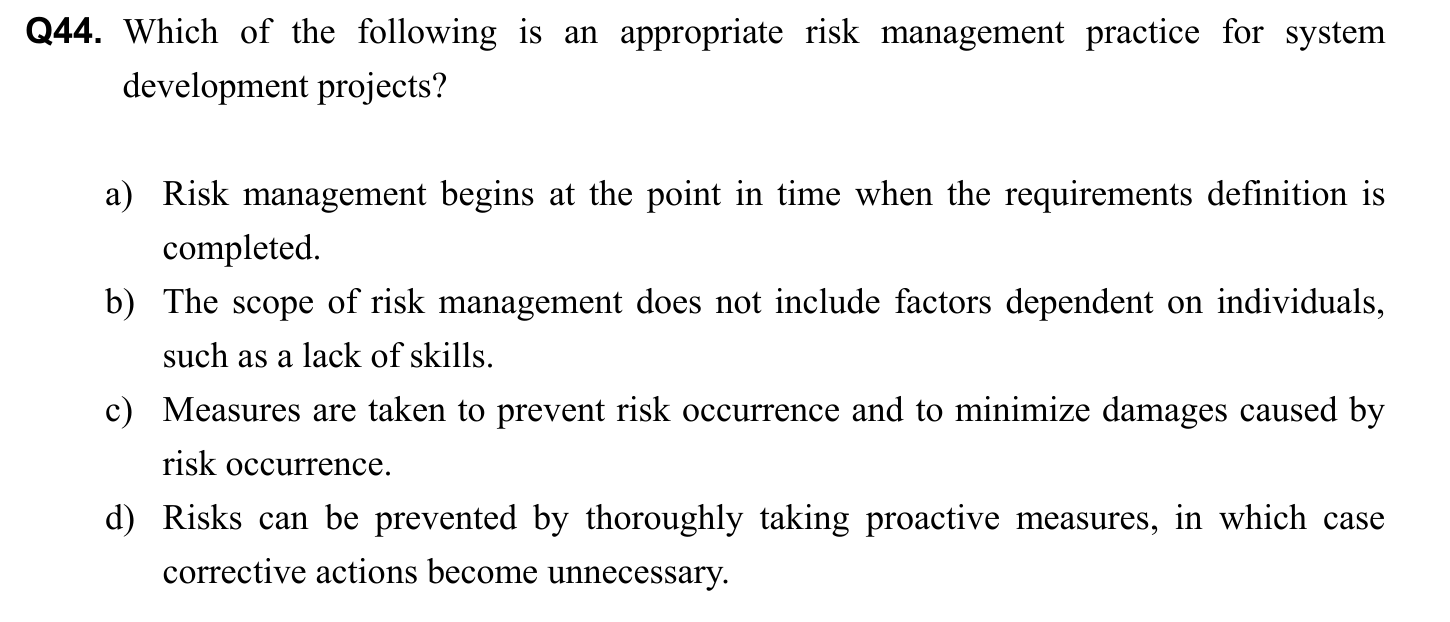 Q44. Which of the following is an appropriate risk management practice for system
development projects?
a) Risk management begins at the point in time when the requirements definition is
completed.
b) The scope of risk management does not include factors dependent on individuals,
such as a lack of skills.
c) Measures are taken to prevent risk occurrence and to minimize damages caused by
risk occurrence.
d) Risks can be prevented by thoroughly taking proactive measures, in which case
corrective actions become unnecessary.